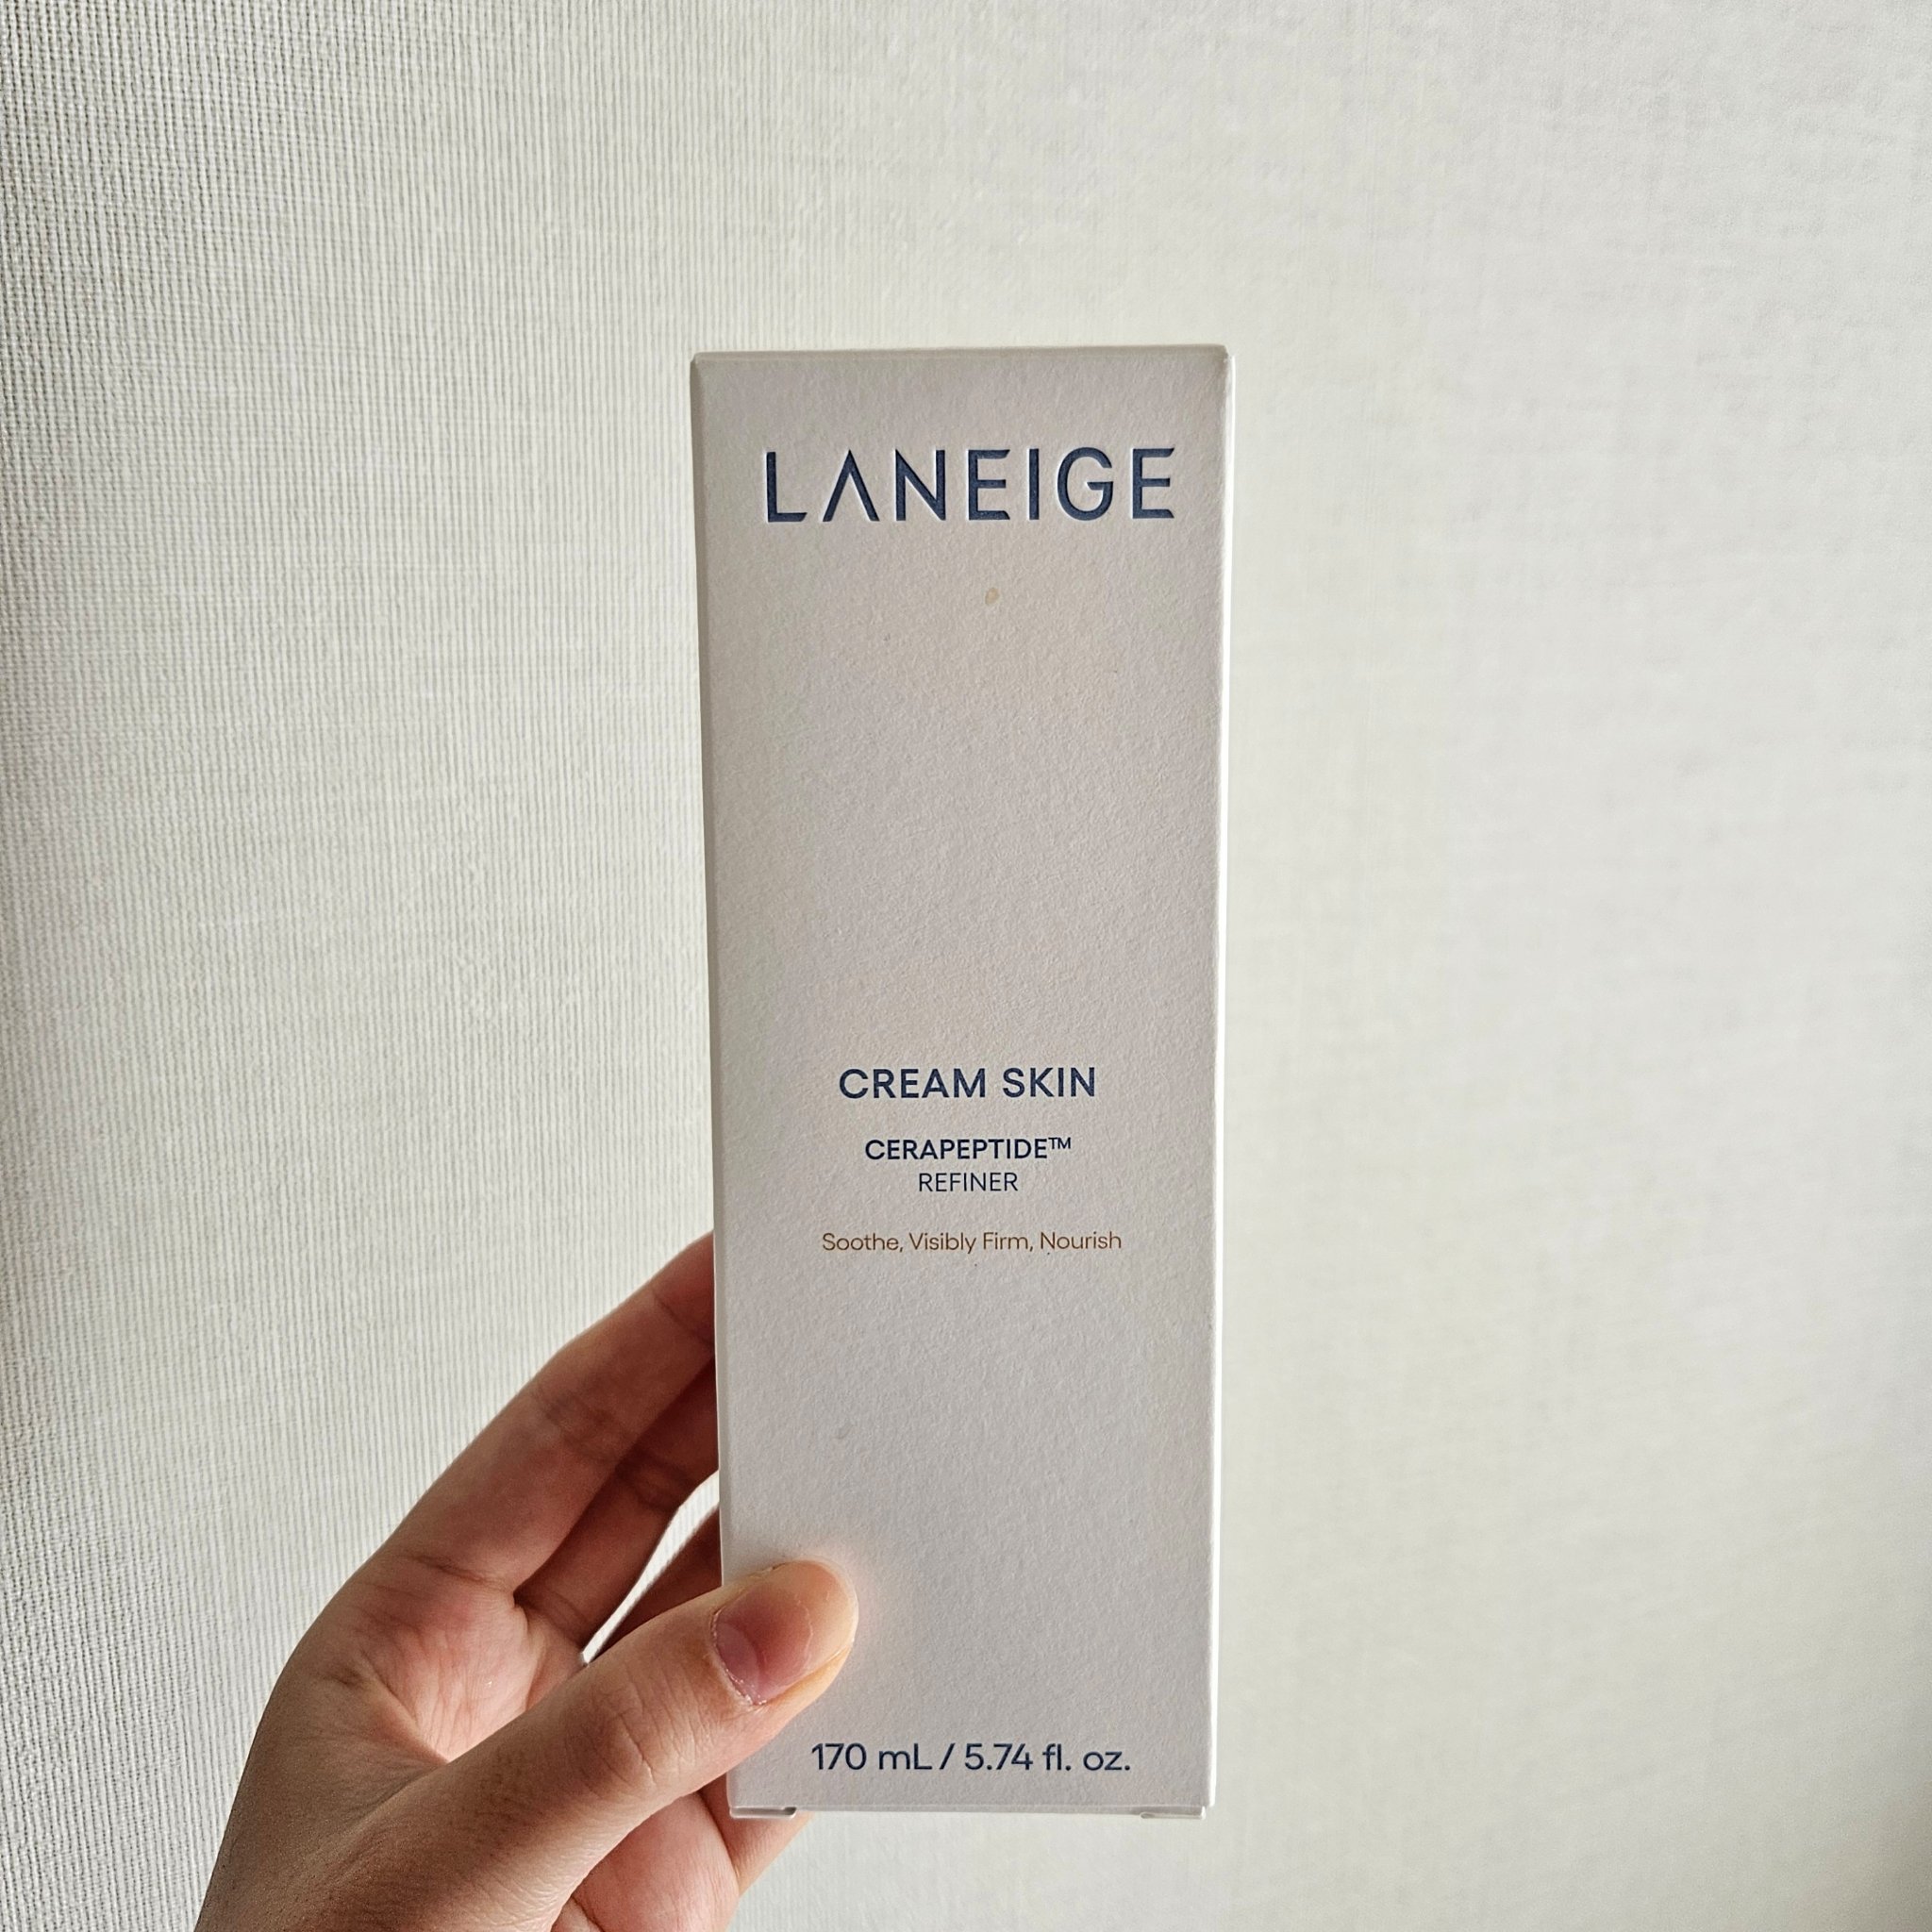 LANEIGE
CREAM SKIN
CERAPEPTIDE™
REFINER
Soothe, Visibly Firm, Nourish
170 mL / 5.74 fl. oz.